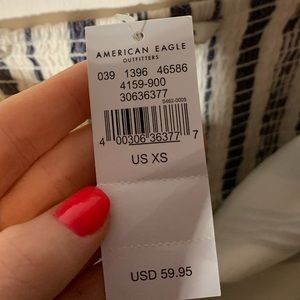 AMERICAN EAGLE
OUTFITTERS
039 1396 46586
4159-900
30636377
S462-0005
4 00306 36377 7
US XS
USD 59.95